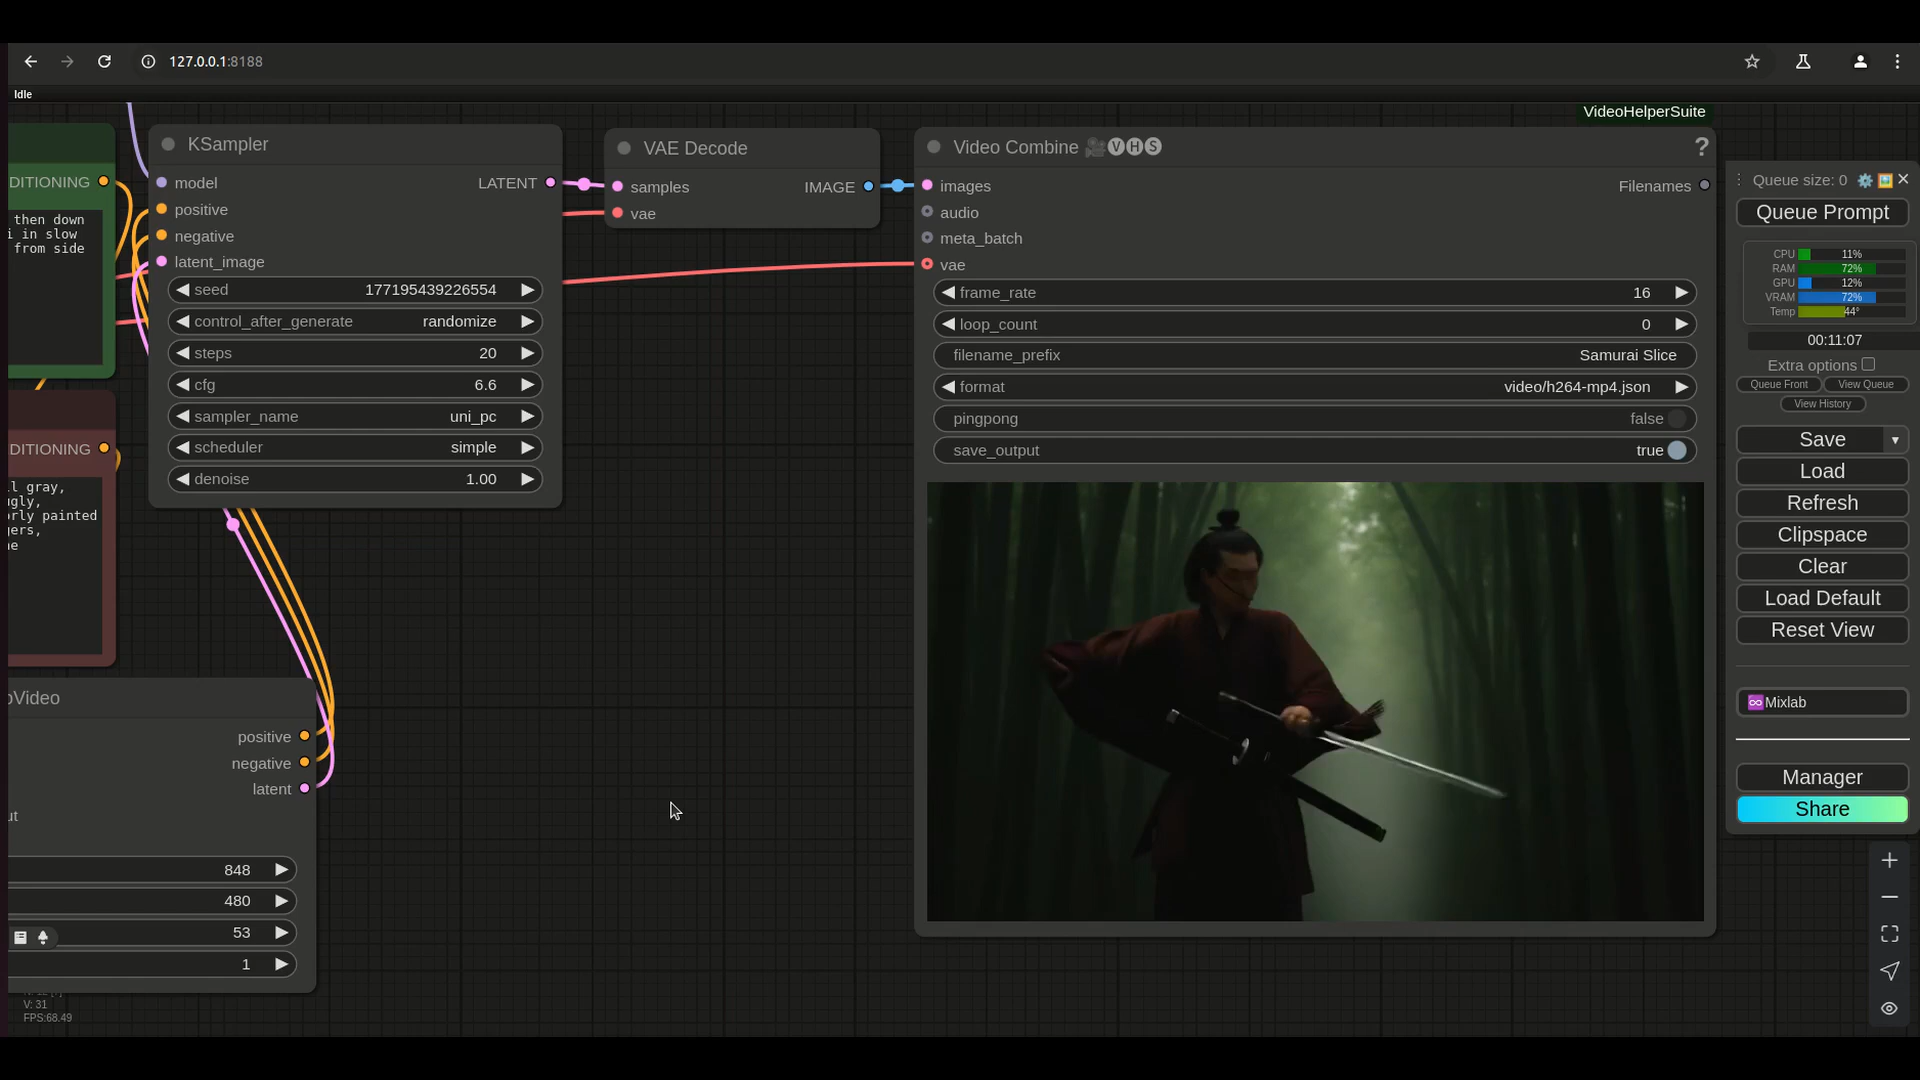 127.0.0.1:8188
Idle
VideoHelperSuite
DITIONING
then down
i in slow
from side
DITIONING
ll gray,
ugly,
orly painted
gers,
ne
KSampler
model
LATENT
positive
negative
latent_image
seed 177195439226554
control_after_generate randomize
steps 20
cfg 6.6
sampler_name uni_pc
scheduler simple
denoise 1.00
VAE Decode
samples IMAGE
vae
Video Combine 🎥🅥🅗🅢 ?
images Filenames
audio
meta_batch
vae
frame_rate 16
loop_count 0
filename_prefix Samurai Slice
format video/h264-mp4.json
pingpong false
save_output true
oVideo
positive
negative
latent
ut
848
480
53
1
V: 31
FPS:68.49
Queue size: 0
Queue Prompt
CPU 11%
RAM 72%
GPU 12%
VRAM 72%
Temp 44°
00:11:07
Extra options
Queue Front View Queue
View History
Save
Load
Refresh
Clipspace
Clear
Load Default
Reset View
♾️Mixlab
Manager
Share